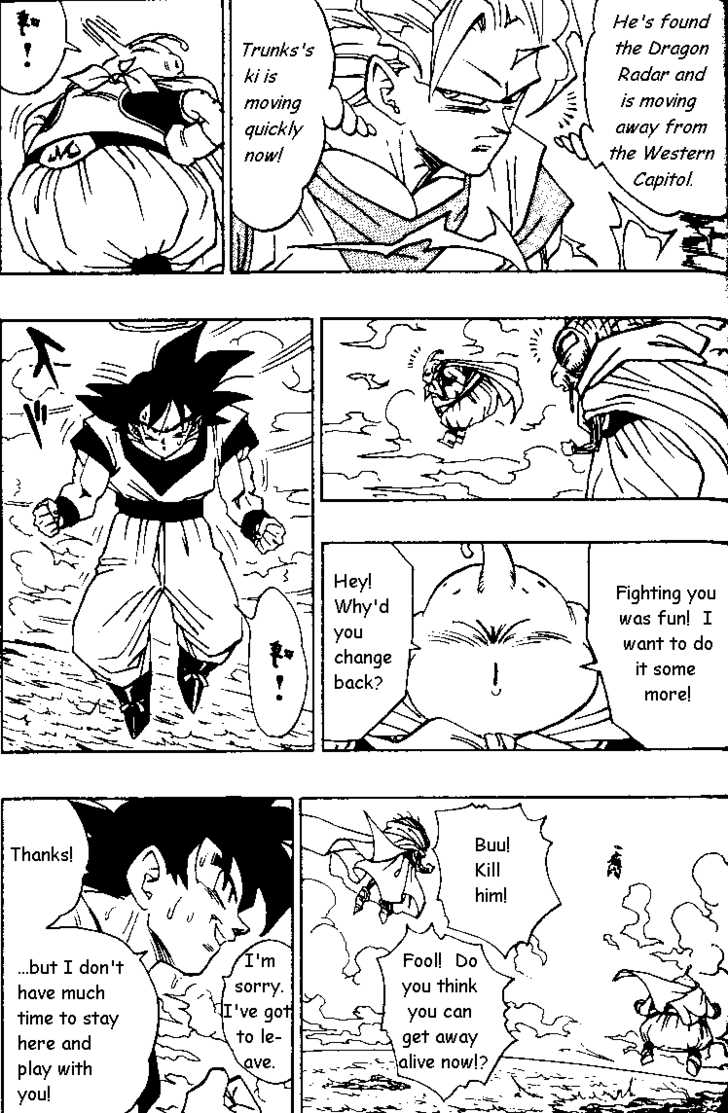 !
Trunks's
ki is
moving
quickly
now!
He's found
the Dragon
Radar and
is moving
away from
the Western
Capitol.
M
!
Hey!
Why'd
you
change
back?
Fighting you
was fun! I
want to do
it some
more!
Thanks!
...but I don't
have much
time to stay
here and
play with
you!
I'm
sorry.
I've got
to le-
ave.
Buu!
Kill
him!
Fool! Do
you think
you can
get away
alive now!?